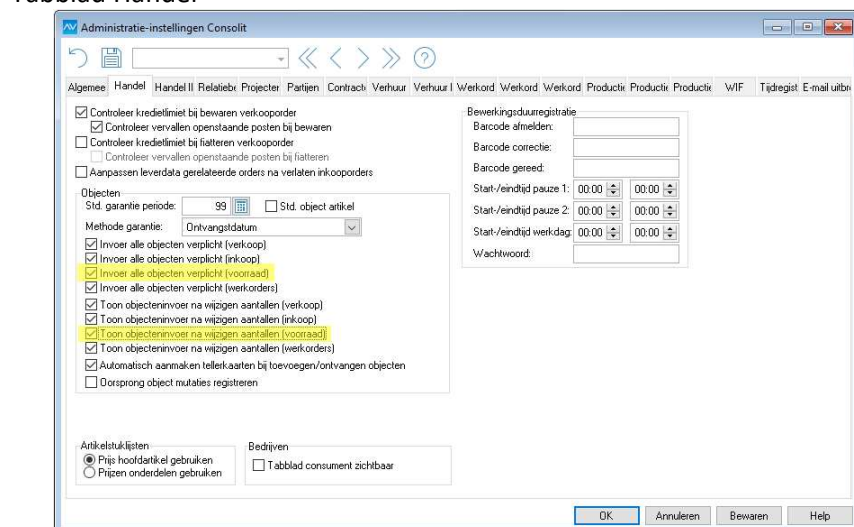 Tabblad Handel
Administratie-instellingen Consolit
Algemee Handel Handel II Relatiebe Projecter Partijen Contract Verhuur Verhuur I Werkord Werkord Werkord Productie Productie Productie WIF Tijdregist E-mail uitbr
Controleer kredietlimiet bij bewaren verkooporder
Controleer vervallen openstaande posten bij bewaren
Controleer kredietlimiet bij fiatteren verkooporder
Controleer vervallen openstaande posten bij fiatteren
Aanpassen leverdata gerelateerde orders na verlaten inkooporders
Objecten
Std. garantie periode: 99 Std. object artikel
Methode garantie: Ontvangstdatum
Invoer alle objecten verplicht (verkoop)
Invoer alle objecten verplicht (inkoop)
Invoer alle objecten verplicht (voorraad)
Invoer alle objecten verplicht (werkorders)
Toon objecteninvoer na wijzigen aantallen (verkoop)
Toon objecteninvoer na wijzigen aantallen (inkoop)
Toon objecteninvoer na wijzigen aantallen (voorraad)
Toon objecteninvoer na wijzigen aantallen (werkorders)
Automatisch aanmaken tellerkaarten bij toevoegen/ontvangen objecten
Oorsprong object mutaties registreren
Bewerkingsduurregistratie
Barcode afmelden:
Barcode correctie:
Barcode gereed:
Start-/eindtijd pauze 1: 00:00 00:00
Start-/eindtijd pauze 2: 00:00 00:00
Start-/eindtijd werkdag: 00:00 00:00
Wachtwoord:
Artikelstuklijsten
Prijs hoofdartikel gebruiken
Prijzen onderdelen gebruiken
Bedrijven
Tabblad consument zichtbaar
OK Annuleren Bewaren Help